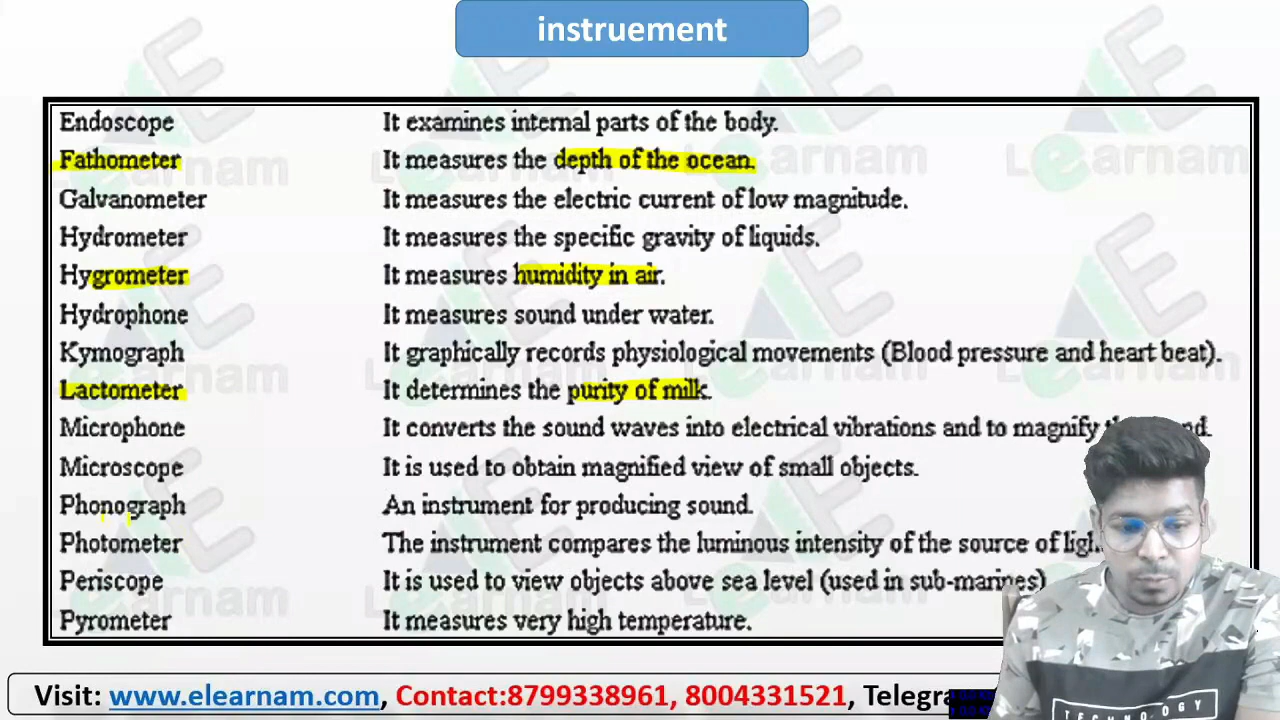 instruement
Endoscope It examines internal parts of the body.
Fathometer It measures the depth of the ocean.
Galvanometer It measures the electric current of low magnitude.
Hydrometer It measures the specific gravity of liquids.
Hygrometer It measures humidity in air.
Hydrophone It measures sound under water.
Kymograph It graphically records physiological movements (Blood pressure and heart beat).
Lactometer It determines the purity of milk.
Microphone It converts the sound waves into electrical vibrations and to magnify
Microscope It is used to obtain magnified view of small objects.
Phonograph An instrument for producing sound.
Photometer The instrument compares the luminous intensity of the source of
Periscope It is used to view objects above sea level (used in sub-marines)
Pyrometer It measures very high temperature.
Visit: www.elearnam.com, Contact:8799338961, 8004331521,